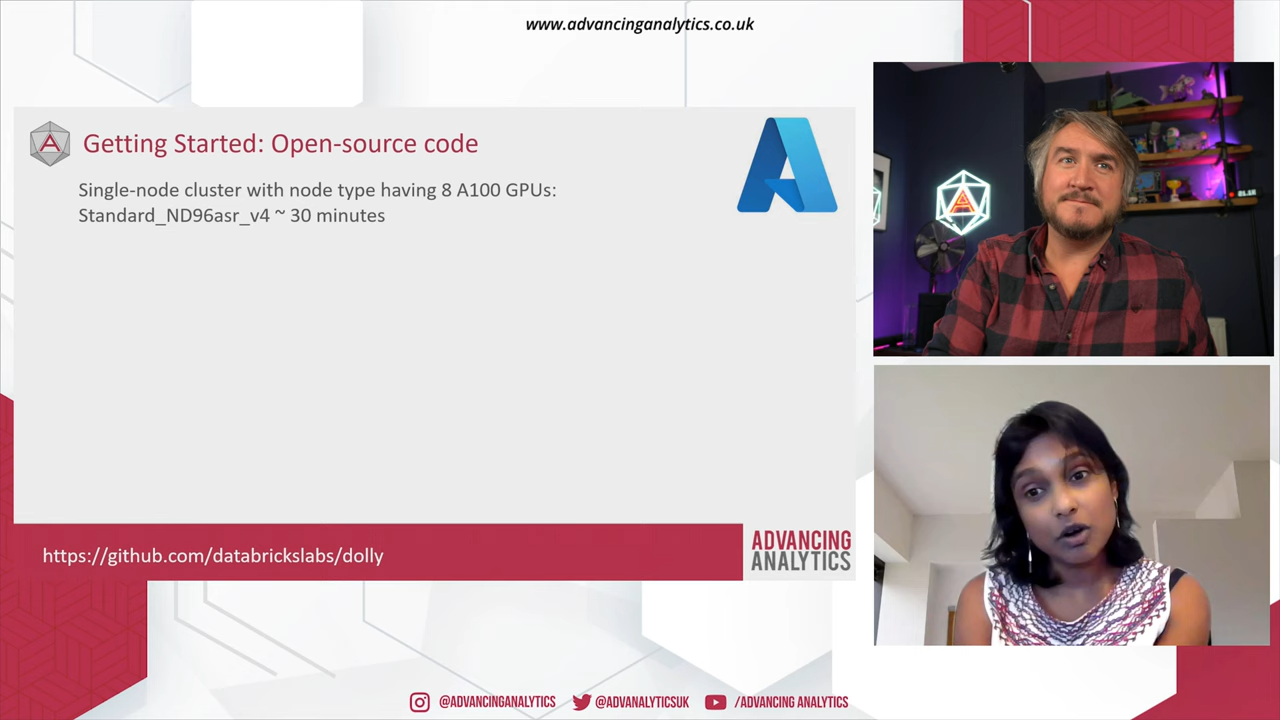 www.advancinganalytics.co.uk
Getting Started: Open-source code
Single-node cluster with node type having 8 A100 GPUs:
Standard_ND96asr_v4 ~ 30 minutes
https://github.com/databrickslabs/dolly
ADVANCING
ANALYTICS
@ADVANCINGANALYTICS
@ADVANALYTICSUK
/ADVANCING ANALYTICS